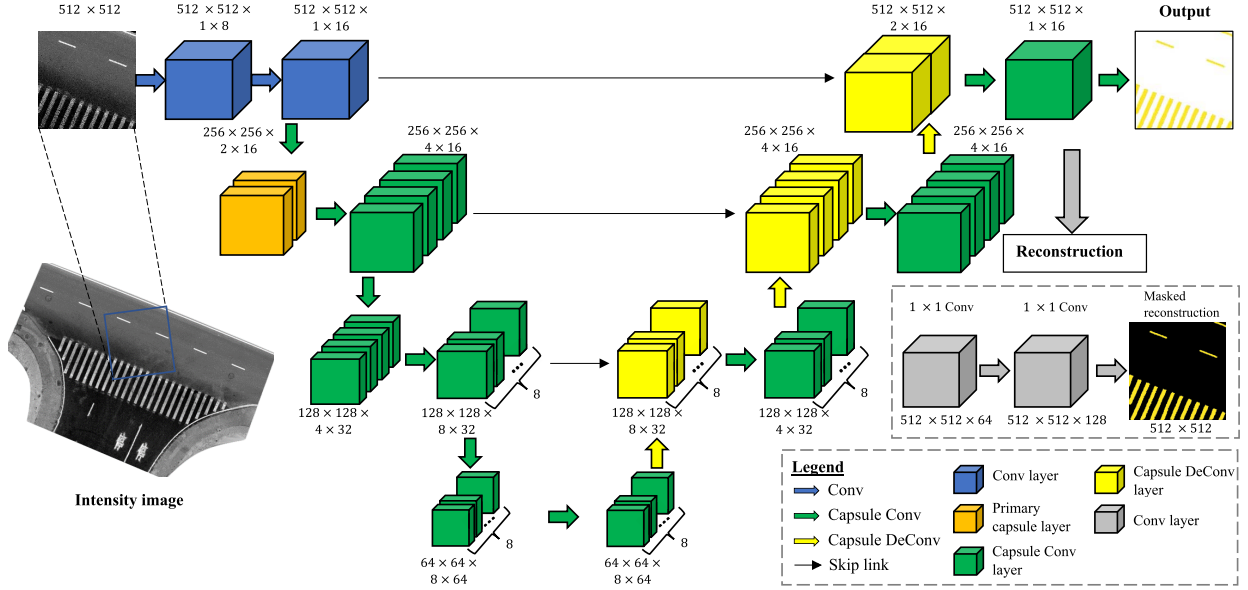 512 × 512
512 × 512 ×
1 × 8
512 × 512 ×
1 × 16
512 × 512 ×
2 × 16
512 × 512 ×
1 × 16
Output
256 × 256 ×
2 × 16
256 × 256 ×
4 × 16
256 × 256 ×
4 × 16
256 × 256 ×
4 × 16
Reconstruction
128 × 128 ×
4 × 32
128 × 128 ×
8 × 32
8
128 × 128 ×
8 × 32
8
128 × 128 ×
4 × 32
8
64 × 64 ×
8 × 64
8
64 × 64 ×
8 × 64
8
Intensity image
1 × 1 Conv
1 × 1 Conv
Masked
reconstruction
512 × 512 × 64
512 × 512 × 128
512 × 512
Legend
Conv
Capsule Conv
Capsule DeConv
Skip link
Conv layer
Primary
capsule layer
Capsule Conv
layer
Capsule DeConv
layer
Conv layer